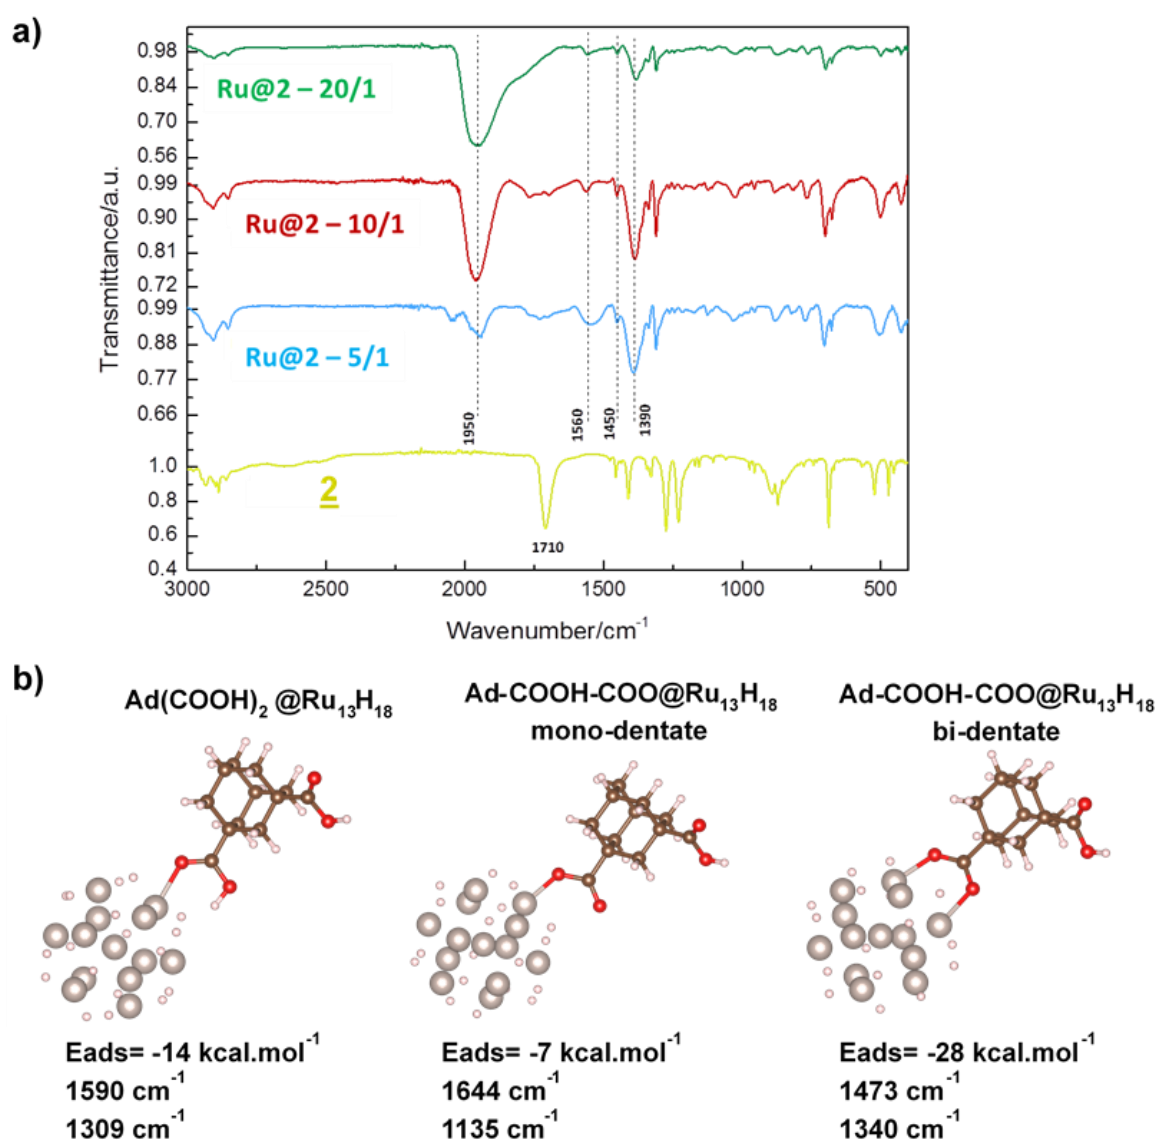 a)
0.98
0.84
0.70
0.56
0.99
0.90
0.81
0.72
0.99
0.88
0.77
0.66
1.0
0.8
0.6
0.4
Transmittance/a.u.
Ru@2 – 20/1
Ru@2 – 10/1
Ru@2 – 5/1
2
1950
1560
1450
1390
1710
3000 2500 2000 1500 1000 500
Wavenumber/cm⁻¹
b)
Ad(COOH)₂ @Ru₁₃H₁₈
Ad-COOH-COO@Ru₁₃H₁₈
mono-dentate
Ad-COOH-COO@Ru₁₃H₁₈
bi-dentate
Eads= -14 kcal.mol⁻¹
1590 cm⁻¹
1309 cm⁻¹
Eads= -7 kcal.mol⁻¹
1644 cm⁻¹
1135 cm⁻¹
Eads= -28 kcal.mol⁻¹
1473 cm⁻¹
1340 cm⁻¹